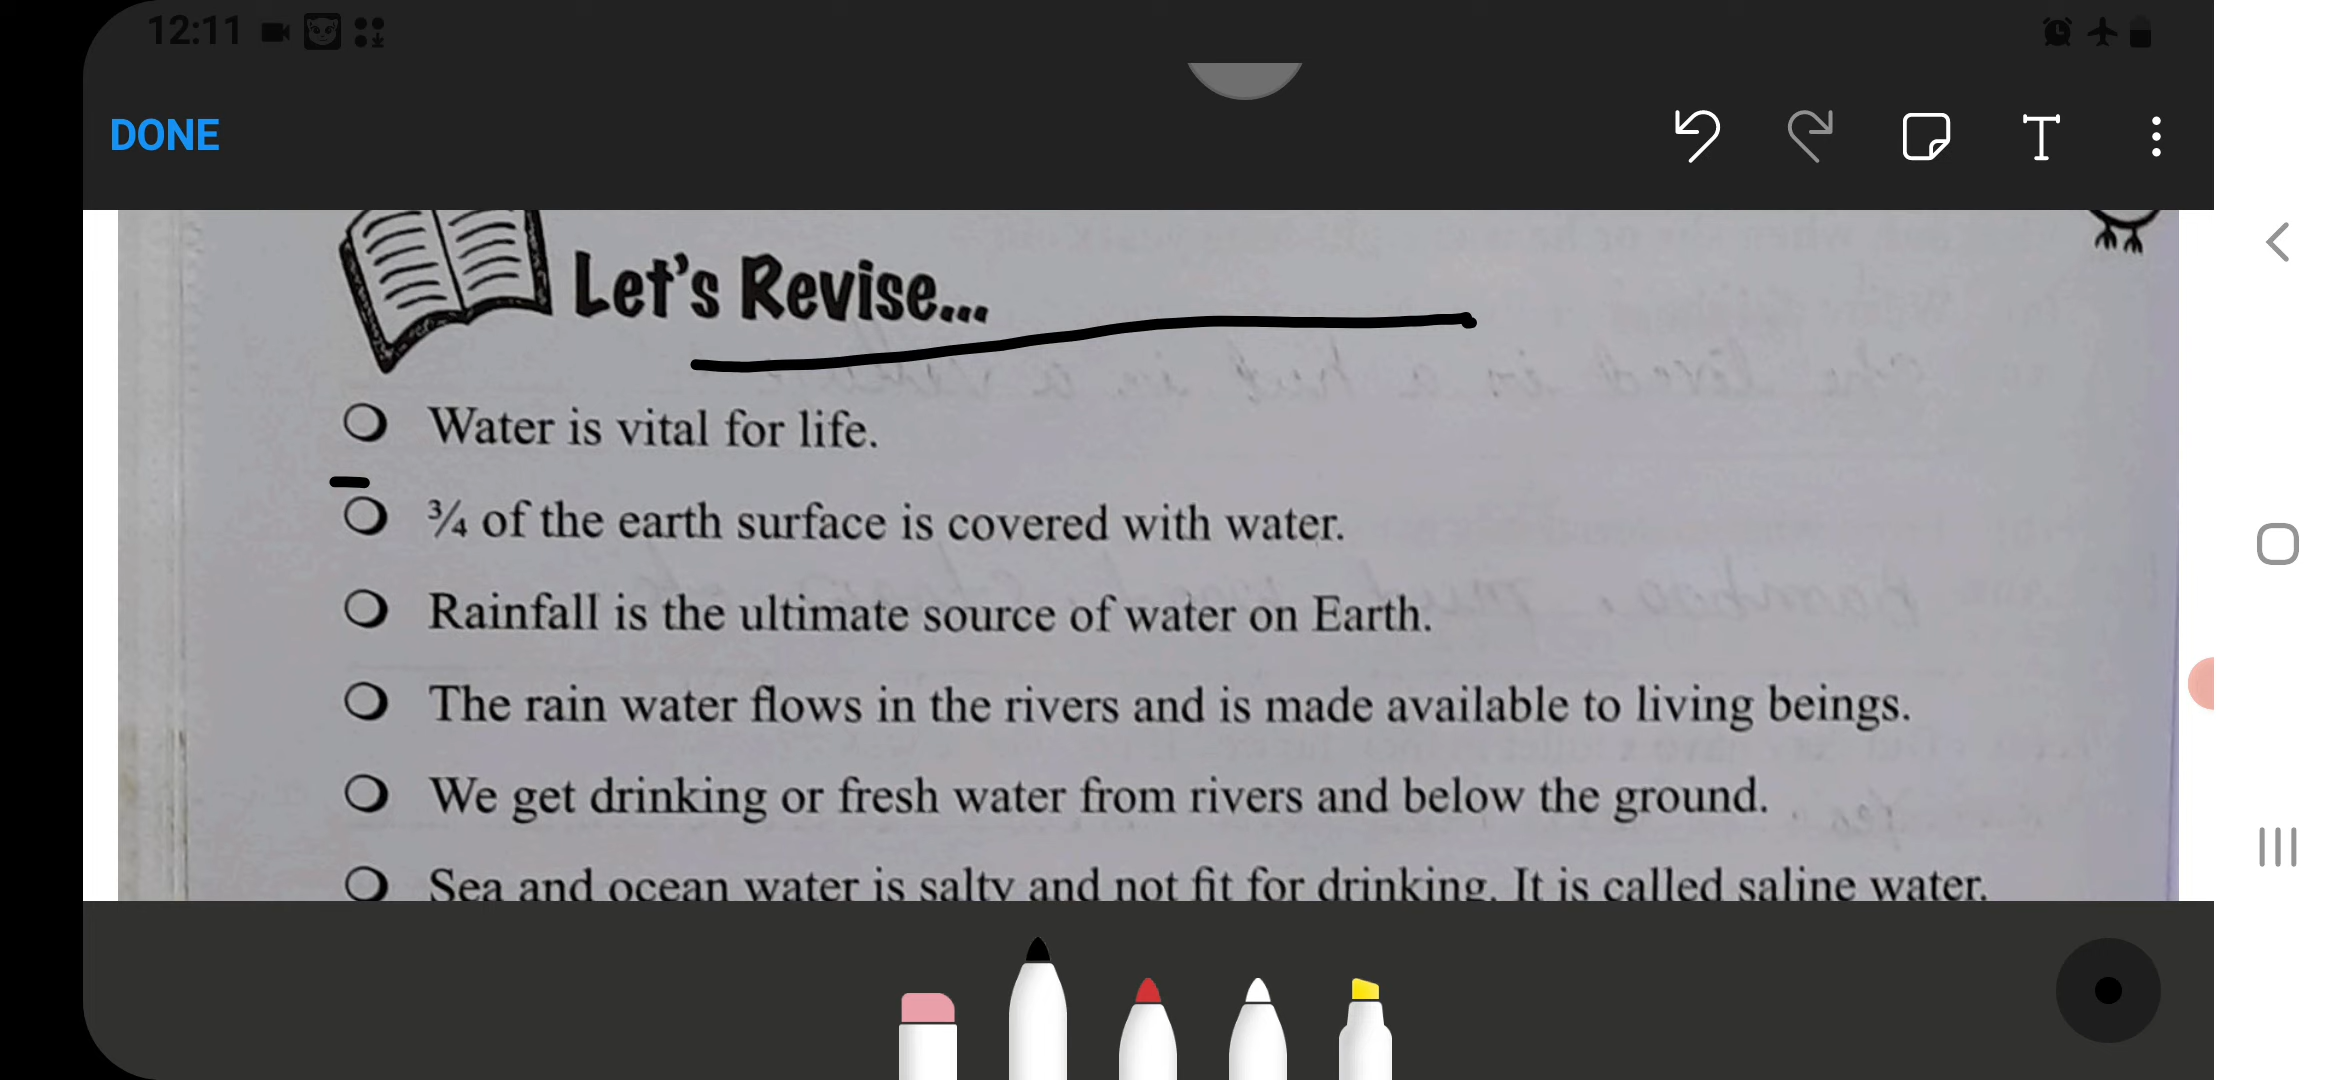 12:11
DONE
T
Let's Revise...
Water is vital for life.
¾ of the earth surface is covered with water.
Rainfall is the ultimate source of water on Earth.
The rain water flows in the rivers and is made available to living beings.
We get drinking or fresh water from rivers and below the ground.
Sea and ocean water is salty and not fit for drinking. It is called saline water.